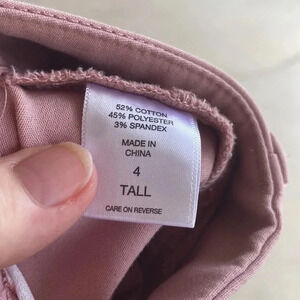 52% COTTON
45% POLYESTER
3% SPANDEX
MADE IN
CHINA
4
TALL
CARE ON REVERSE